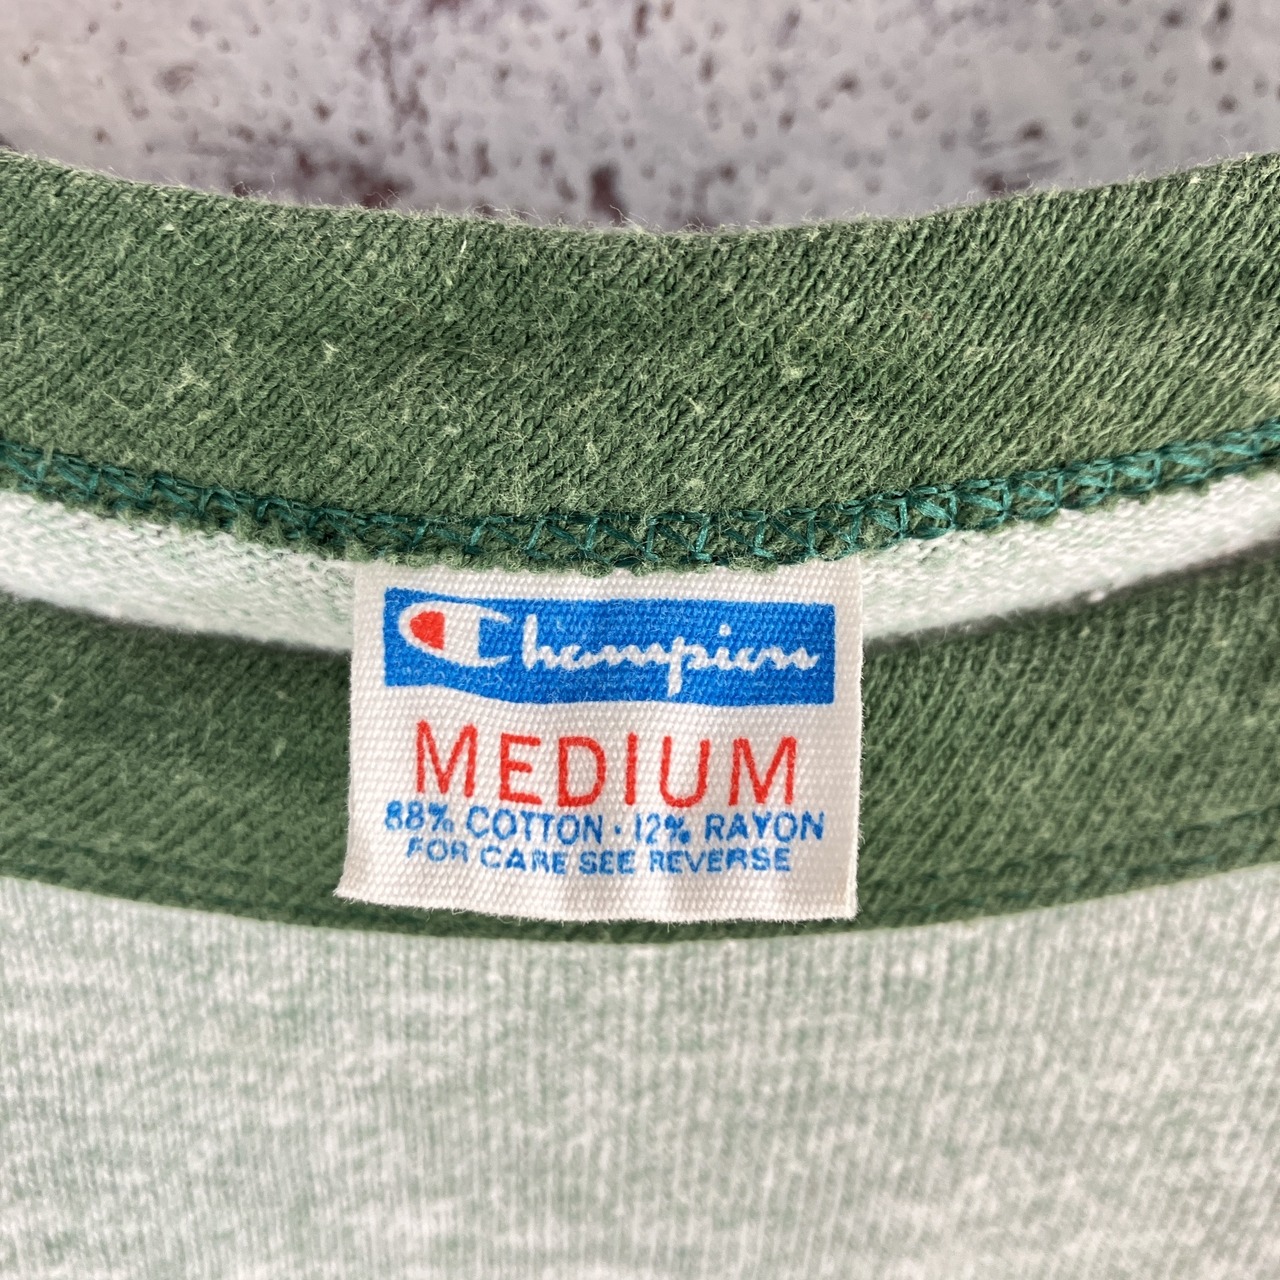 Champion
MEDIUM
88% COTTON · 12% RAYON
FOR CARE SEE REVERSE